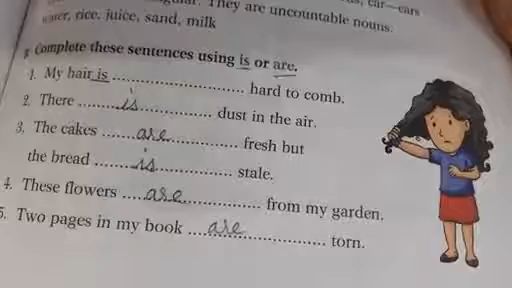 They are uncountable nouns.
water, rice, juice, sand, milk
Complete these sentences using is or are.
1. My hair is .............................. hard to comb.
2. There ........is................. dust in the air.
3. The cakes .......are................ fresh but
the bread .........is................. stale.
4. These flowers ....are.................. from my garden.
5. Two pages in my book ....are.................... torn.